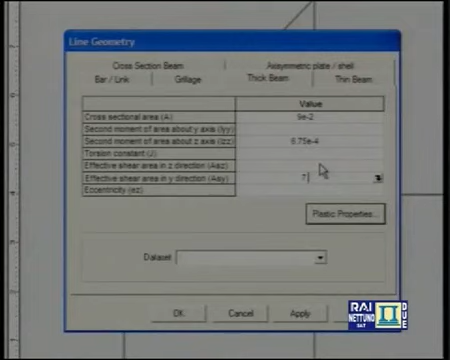 Line Geometry
Cross Section Beam
Axisymmetric plate / shell
Bar / Link
Grillage
Thick Beam
Thin Beam
Value
Cross sectional area (A)
9e-2
Second moment of area about y axis (Iyy)
Second moment of area about z axis (Izz)
6.75e-4
Torsion constant (J)
Effective shear area in z direction (Asz)
Effective shear area in y direction (Asy)
7
Eccentricity (ez)
Plastic Properties...
Dataset
OK
Cancel
Apply
RAI
NETTUNO
SAT
DUE